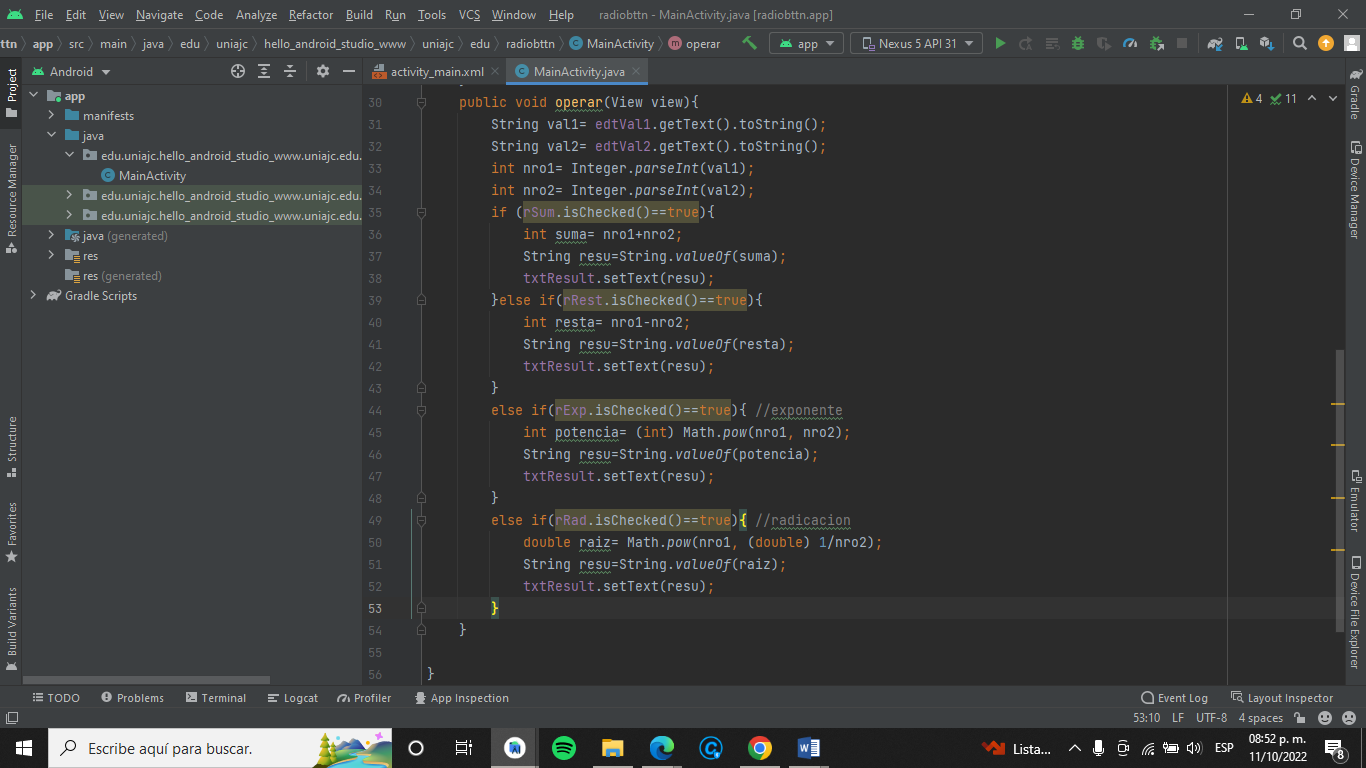 File Edit View Navigate Code Analyze Refactor Build Run Tools VCS Window Help radiobttn - MainActivity.java [radiobttn.app]
ttn app src main java edu uniajc hello_android_studio_www uniajc edu radiobttn MainActivity operar app Nexus 5 API 31
Android
activity_main.xml MainActivity.java
Project
Resource Manager
Structure
Favorites
Build Variants
app
manifests
java
edu.uniajc.hello_android_studio_www.uniajc.edu.
MainActivity
edu.uniajc.hello_android_studio_www.uniajc.edu.
edu.uniajc.hello_android_studio_www.uniajc.edu.
java (generated)
res
res (generated)
Gradle Scripts
4 11
30 public void operar(View view){
31 String val1= edtVal1.getText().toString();
32 String val2= edtVal2.getText().toString();
33 int nro1= Integer.parseInt(val1);
34 int nro2= Integer.parseInt(val2);
35 if (rSum.isChecked()==true){
36 int suma= nro1+nro2;
37 String resu=String.valueOf(suma);
38 txtResult.setText(resu);
39 }else if(rRest.isChecked()==true){
40 int resta= nro1-nro2;
41 String resu=String.valueOf(resta);
42 txtResult.setText(resu);
43 }
44 else if(rExp.isChecked()==true){ //exponente
45 int potencia= (int) Math.pow(nro1, nro2);
46 String resu=String.valueOf(potencia);
47 txtResult.setText(resu);
48 }
49 else if(rRad.isChecked()==true){ //radicacion
50 double raiz= Math.pow(nro1, (double) 1/nro2);
51 String resu=String.valueOf(raiz);
52 txtResult.setText(resu);
53 }
54 }
55
56 }
Gradle
Device Manager
Emulator
Device File Explorer
TODO Problems Terminal Logcat Profiler App Inspection Event Log Layout Inspector
53:10 LF UTF-8 4 spaces
Escribe aquí para buscar. Lista... ESP 08:52 p. m.
11/10/2022 8